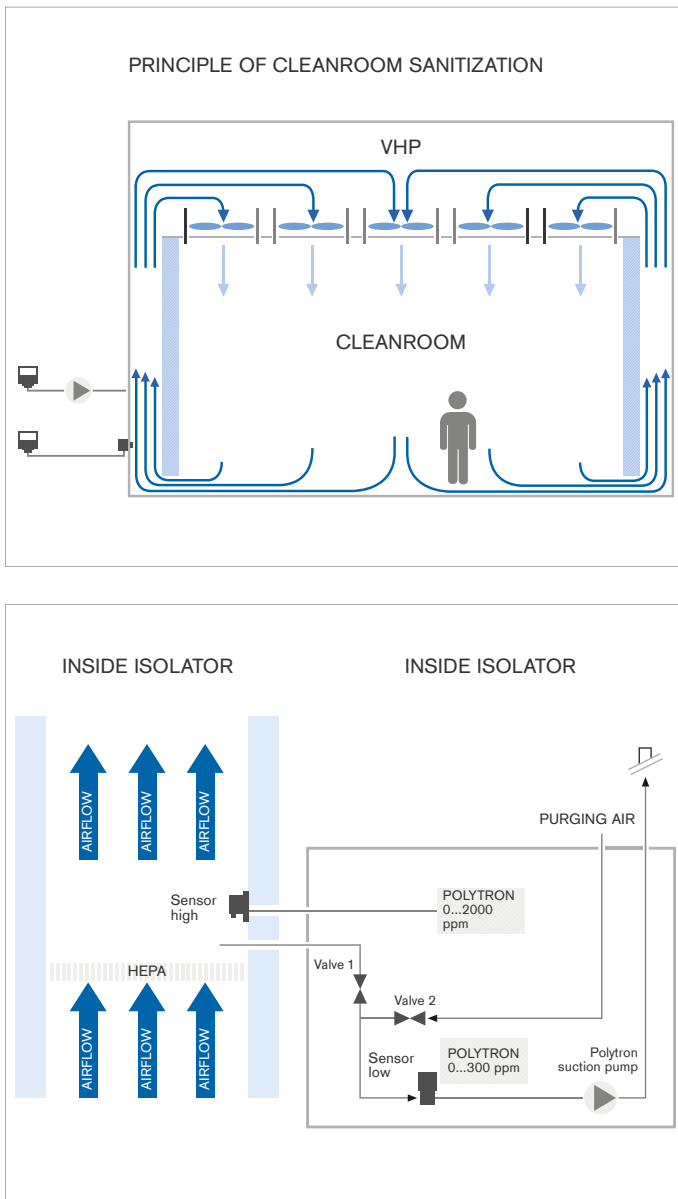 PRINCIPLE OF CLEANROOM SANITIZATION
VHP
CLEANROOM
INSIDE ISOLATOR
INSIDE ISOLATOR
AIRFLOW
AIRFLOW
AIRFLOW
PURGING AIR
Sensor
high
POLYTRON
0...2000
ppm
HEPA
Valve 1
Valve 2
AIRFLOW
AIRFLOW
AIRFLOW
Sensor
low
POLYTRON
0...300 ppm
Polytron
suction pump